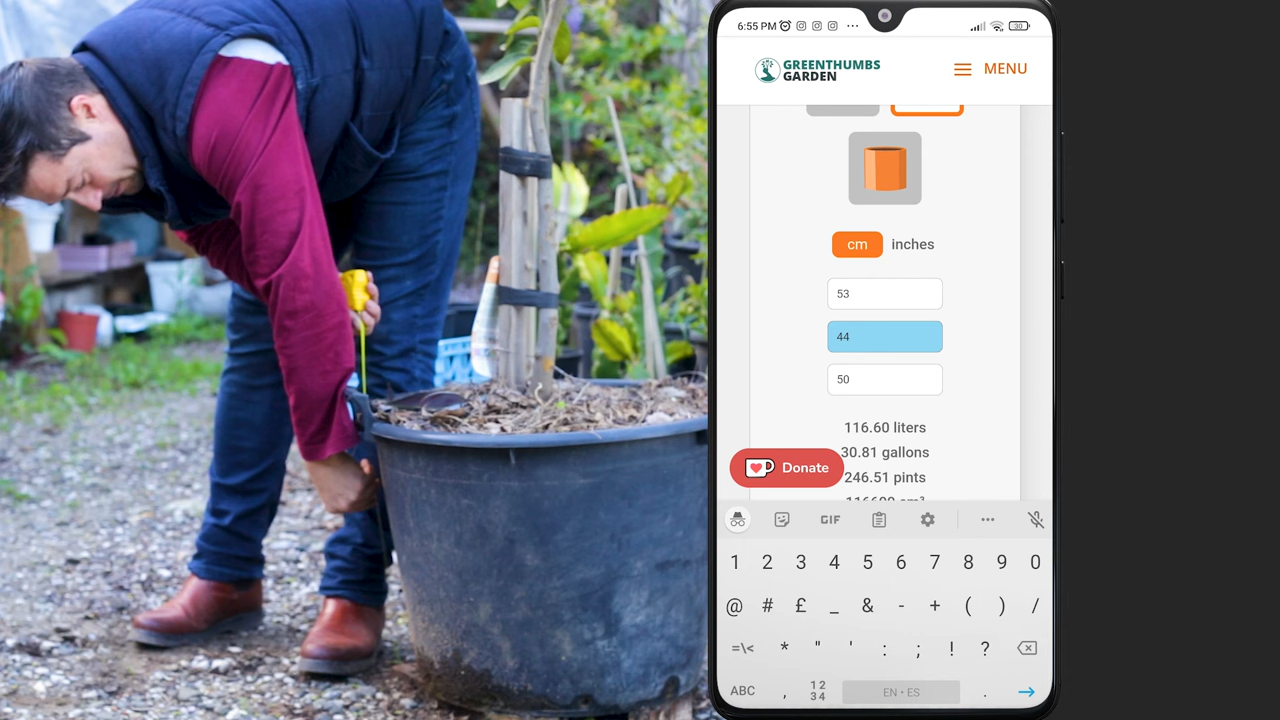 6:55 PM
30
GREENTHUMBS
GARDEN
MENU
cm inches
53
44
50
116.60 liters
30.81 gallons
246.51 pints
Donate
GIF
1 2 3 4 5 6 7 8 9 0
@ # £ _ & - + ( ) /
=\< * " ' : ; ! ?
ABC , 12 34 EN • ES .